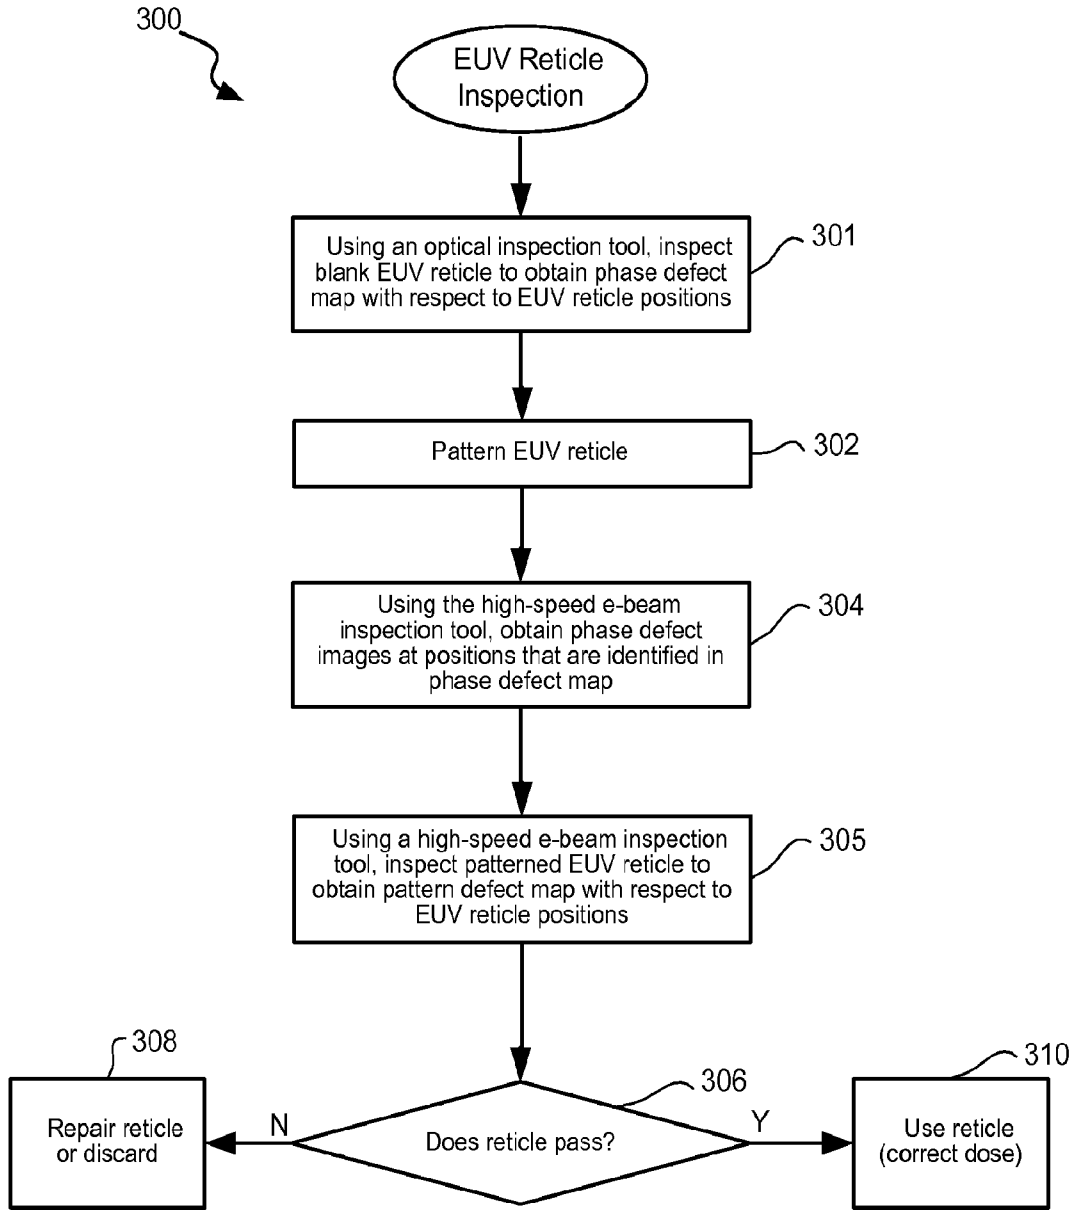 300
EUV Reticle
Inspection
301
Using an optical inspection tool, inspect
blank EUV reticle to obtain phase defect
map with respect to EUV reticle positions
302
Pattern EUV reticle
304
Using the high-speed e-beam
inspection tool, obtain phase defect
images at positions that are identified in
phase defect map
305
Using a high-speed e-beam inspection
tool, inspect patterned EUV reticle to
obtain pattern defect map with respect to
EUV reticle positions
308
306
310
N
Y
Repair reticle
or discard
Does reticle pass?
Use reticle
(correct dose)